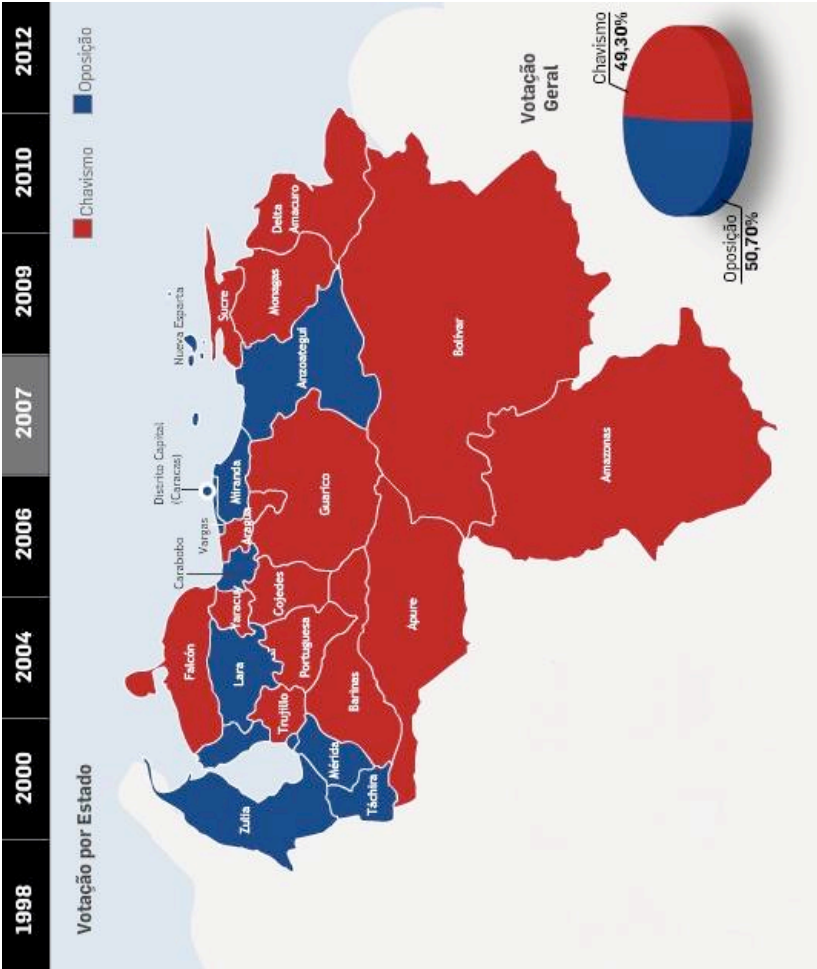 1998
2000
2004
2006
2007
2009
2010
2012
Votação por Estado
Chavismo
Oposição
Distrito Capital
(Caracas)
Nueva Esparta
Vargas
Carabobo
Falcón
Sucre
Zulia
Lara
Yaracuy
Aragua
Miranda
Monagas
Delta
Amacuro
Trujillo
Portuguesa
Cojedes
Guarico
Anzoategui
Mérida
Táchira
Barinas
Apure
Bolívar
Amazonas
Votação
Geral
Chavismo
49,30%
Oposição
50,70%